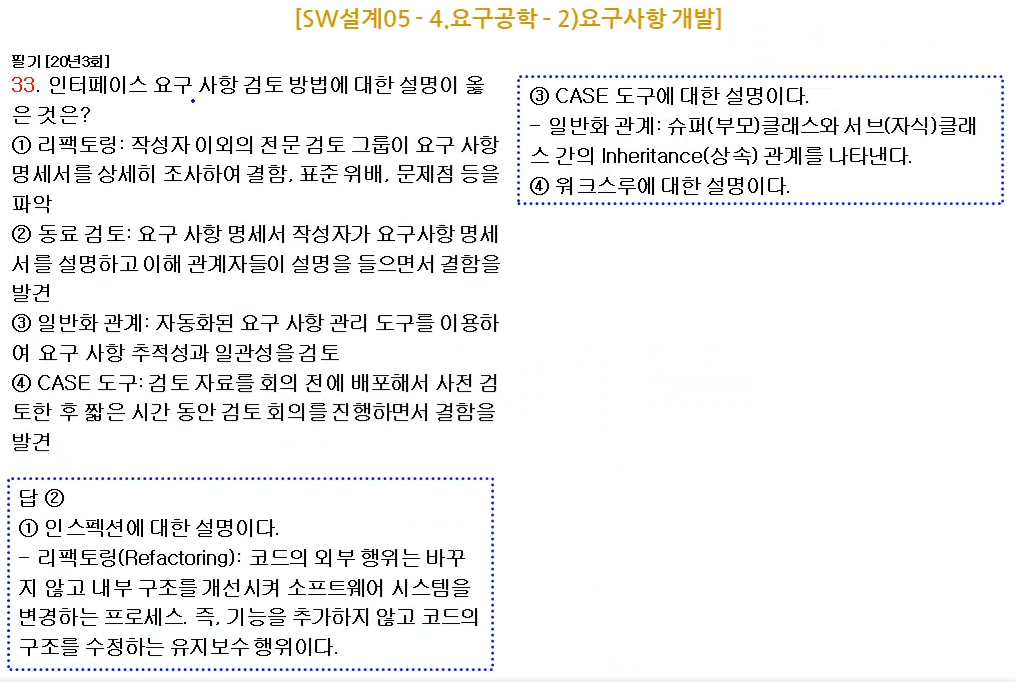 [SW설계05 - 4.요구공학 - 2)요구사항 개발]
필기 [20년3회]
33. 인터페이스 요구 사항 검토 방법에 대한 설명이 옳
은 것은?
① 리팩토링: 작성자 이외의 전문 검토 그룹이 요구 사항
명세서를 상세히 조사하여 결함, 표준 위배, 문제점 등을
파악
② 동료 검토: 요구 사항 명세서 작성자가 요구사항 명세
서를 설명하고 이해 관계자들이 설명을 들으면서 결함을
발견
③ 일반화 관계: 자동화된 요구 사항 관리 도구를 이용하
여 요구 사항 추적성과 일관성을 검토
④ CASE 도구: 검토 자료를 회의 전에 배포해서 사전 검
토한 후 짧은 시간 동안 검토 회의를 진행하면서 결함을
발견
답 ②
① 인스펙션에 대한 설명이다.
- 리팩토링(Refactoring): 코드의 외부 행위는 바꾸
지 않고 내부 구조를 개선시켜 소프트웨어 시스템을
변경하는 프로세스. 즉, 기능을 추가하지 않고 코드의
구조를 수정하는 유지보수 행위이다.
③ CASE 도구에 대한 설명이다.
- 일반화 관계: 슈퍼(부모)클래스와 서브(자식)클래
스 간의 Inheritance(상속) 관계를 나타낸다.
④ 워크스루에 대한 설명이다.